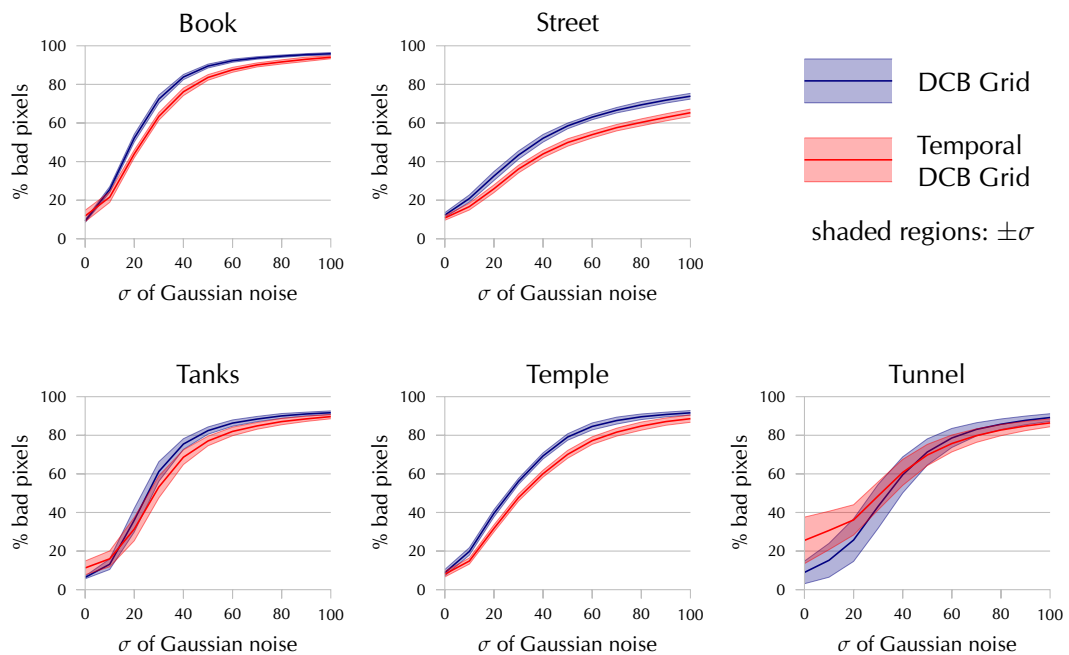 Book
% bad pixels
100
80
60
40
20
0
0 20 40 60 80 100
σ of Gaussian noise
Street
% bad pixels
100
80
60
40
20
0
0 20 40 60 80 100
σ of Gaussian noise
DCB Grid
Temporal
DCB Grid
shaded regions: ±σ
Tanks
% bad pixels
100
80
60
40
20
0
0 20 40 60 80 100
σ of Gaussian noise
Temple
% bad pixels
100
80
60
40
20
0
0 20 40 60 80 100
σ of Gaussian noise
Tunnel
% bad pixels
100
80
60
40
20
0
0 20 40 60 80 100
σ of Gaussian noise